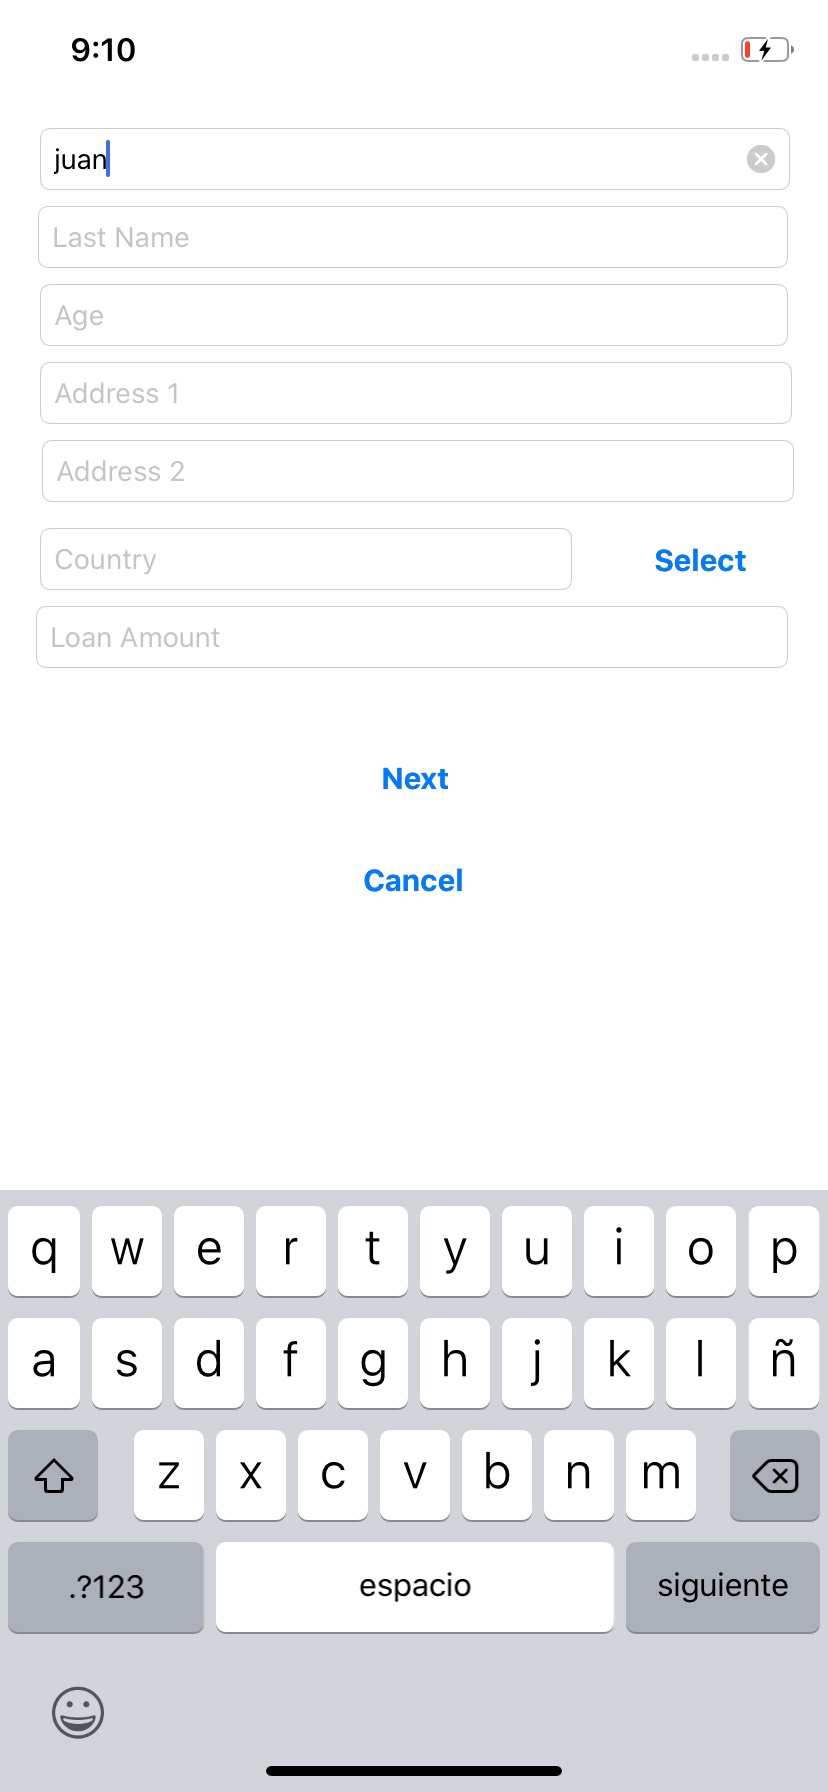 9:10
juan
Last Name
Age
Address 1
Address 2
Country Select
Loan Amount
Next
Cancel
q w e r t y u i o p
a s d f g h j k l ñ
z x c v b n m
.?123 espacio siguiente